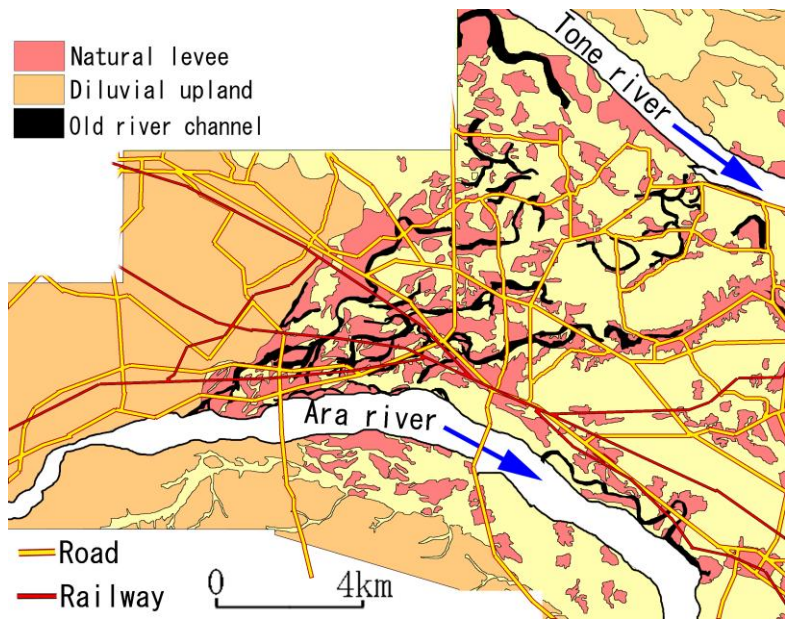 Natural levee
Diluvial upland
Old river channel
Tone river
Ara river
Road
Railway
0 4km